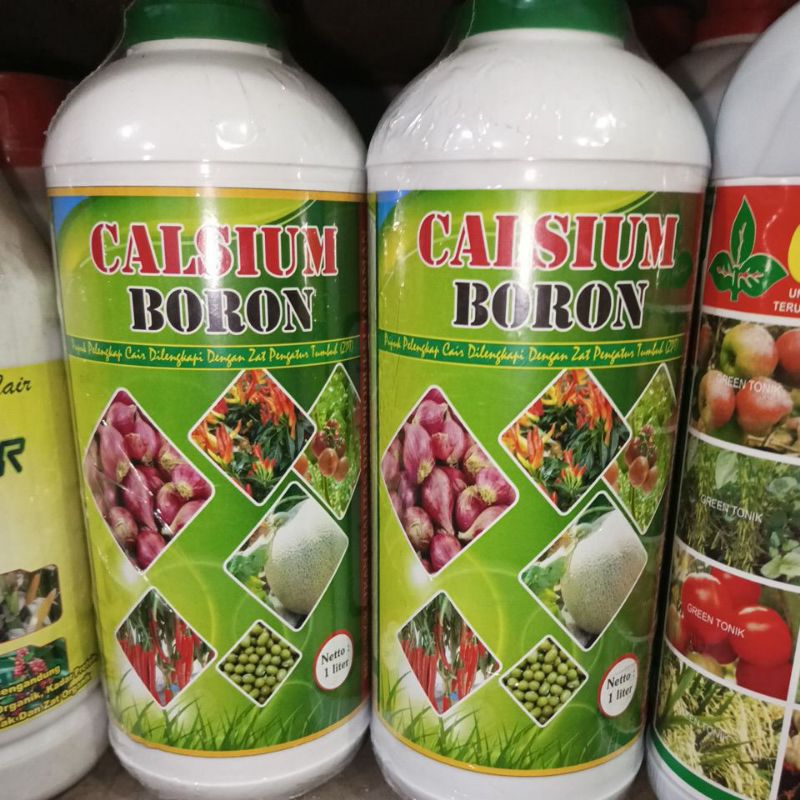 CALSIUM
BORON
Pupuk Pelengkap Cair Dilengkapi Dengan Zat Pengatur Tumbuh (ZPT)
Netto :
1 liter
CALSIUM
BORON
Pupuk Pelengkap Cair Dilengkapi Dengan Zat Pengatur Tumbuh (ZPT)
Netto :
1 liter
GREEN TONIK
GREEN TONIK
GREEN TONIK
GREEN TONIK